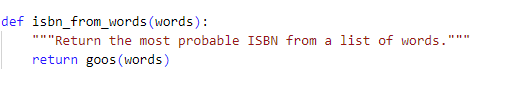 def isbn_from_words(words):
    """Return the most probable ISBN from a list of words."""
    return goos(words)